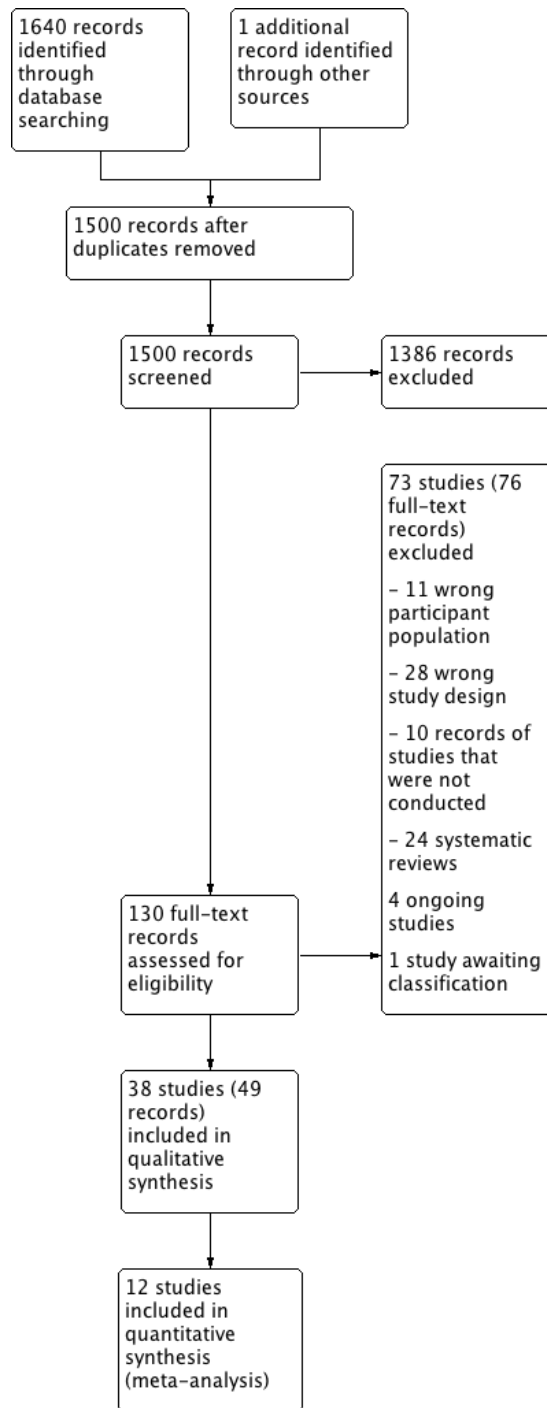 1640 records
identified
through
database
searching
1 additional
record identified
through other
sources
1500 records after
duplicates removed
1500 records
screened
1386 records
excluded
73 studies (76
full-text
records)
excluded
- 11 wrong
participant
population
- 28 wrong
study design
- 10 records of
studies that
were not
conducted
- 24 systematic
reviews
4 ongoing
studies
1 study awaiting
classification
130 full-text
records
assessed for
eligibility
38 studies (49
records)
included in
qualitative
synthesis
12 studies
included in
quantitative
synthesis
(meta-analysis)